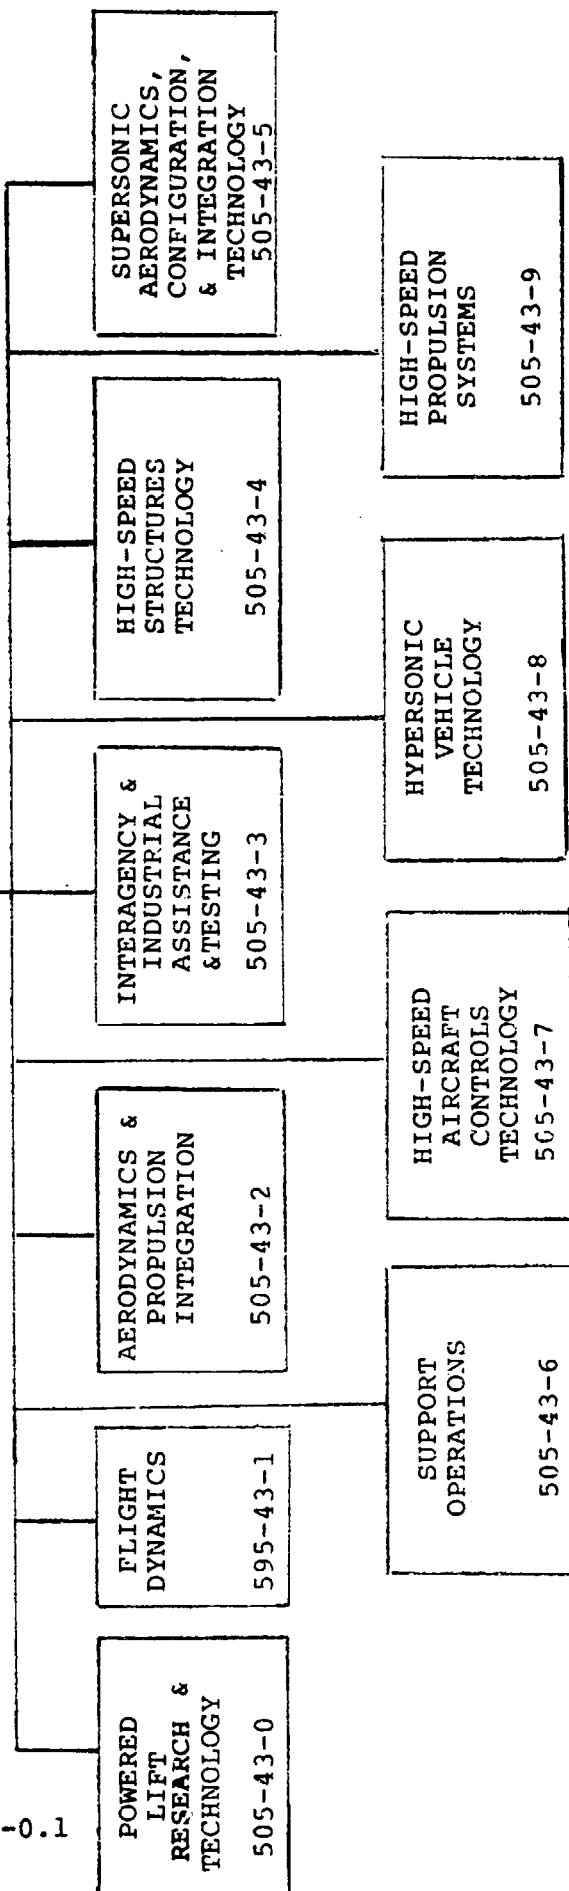 -0.1
POWERED
LIFT
RESEARCH &
TECHNOLOGY
505-43-0
FLIGHT
DYNAMICS
595-43-1
AERODYNAMICS &
PROPULSION
INTEGRATION
505-43-2
INTERAGENCY &
INDUSTRIAL
ASSISTANCE
&TESTING
505-43-3
HIGH-SPEED
STRUCTURES
TECHNOLOGY
505-43-4
SUPERSONIC
AERODYNAMICS,
CONFIGURATION,
& INTEGRATION
TECHNOLOGY
505-43-5
SUPPORT
OPERATIONS
505-43-6
HIGH-SPEED
AIRCRAFT
CONTROLS
TECHNOLOGY
505-43-7
HYPERSONIC
VEHICLE
TECHNOLOGY
505-43-8
HIGH-SPEED
PROPULSION
SYSTEMS
505-43-9